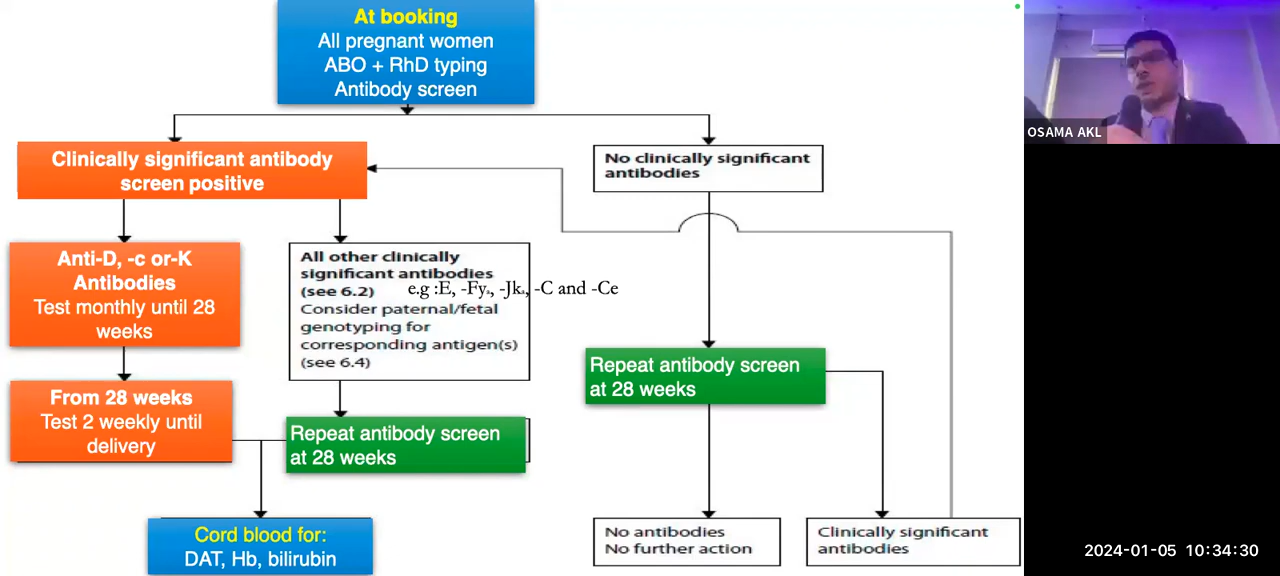 At booking
All pregnant women
ABO + RhD typing
Antibody screen
Clinically significant antibody
screen positive
No clinically significant
antibodies
Anti-D, -c or-K
Antibodies
Test monthly until 28
weeks
All other clinically
significant antibodies
(see 6.2)
e.g :E, -Fyₐ, -Jkₐ, -C and -Ce
Consider paternal/fetal
genotyping for
corresponding antigen(s)
(see 6.4)
Repeat antibody screen
at 28 weeks
From 28 weeks
Test 2 weekly until
delivery
Repeat antibody screen
at 28 weeks
Cord blood for:
DAT, Hb, bilirubin
No antibodies
No further action
Clinically significant
antibodies
OSAMA AKL
2024-01-05 10:34:30